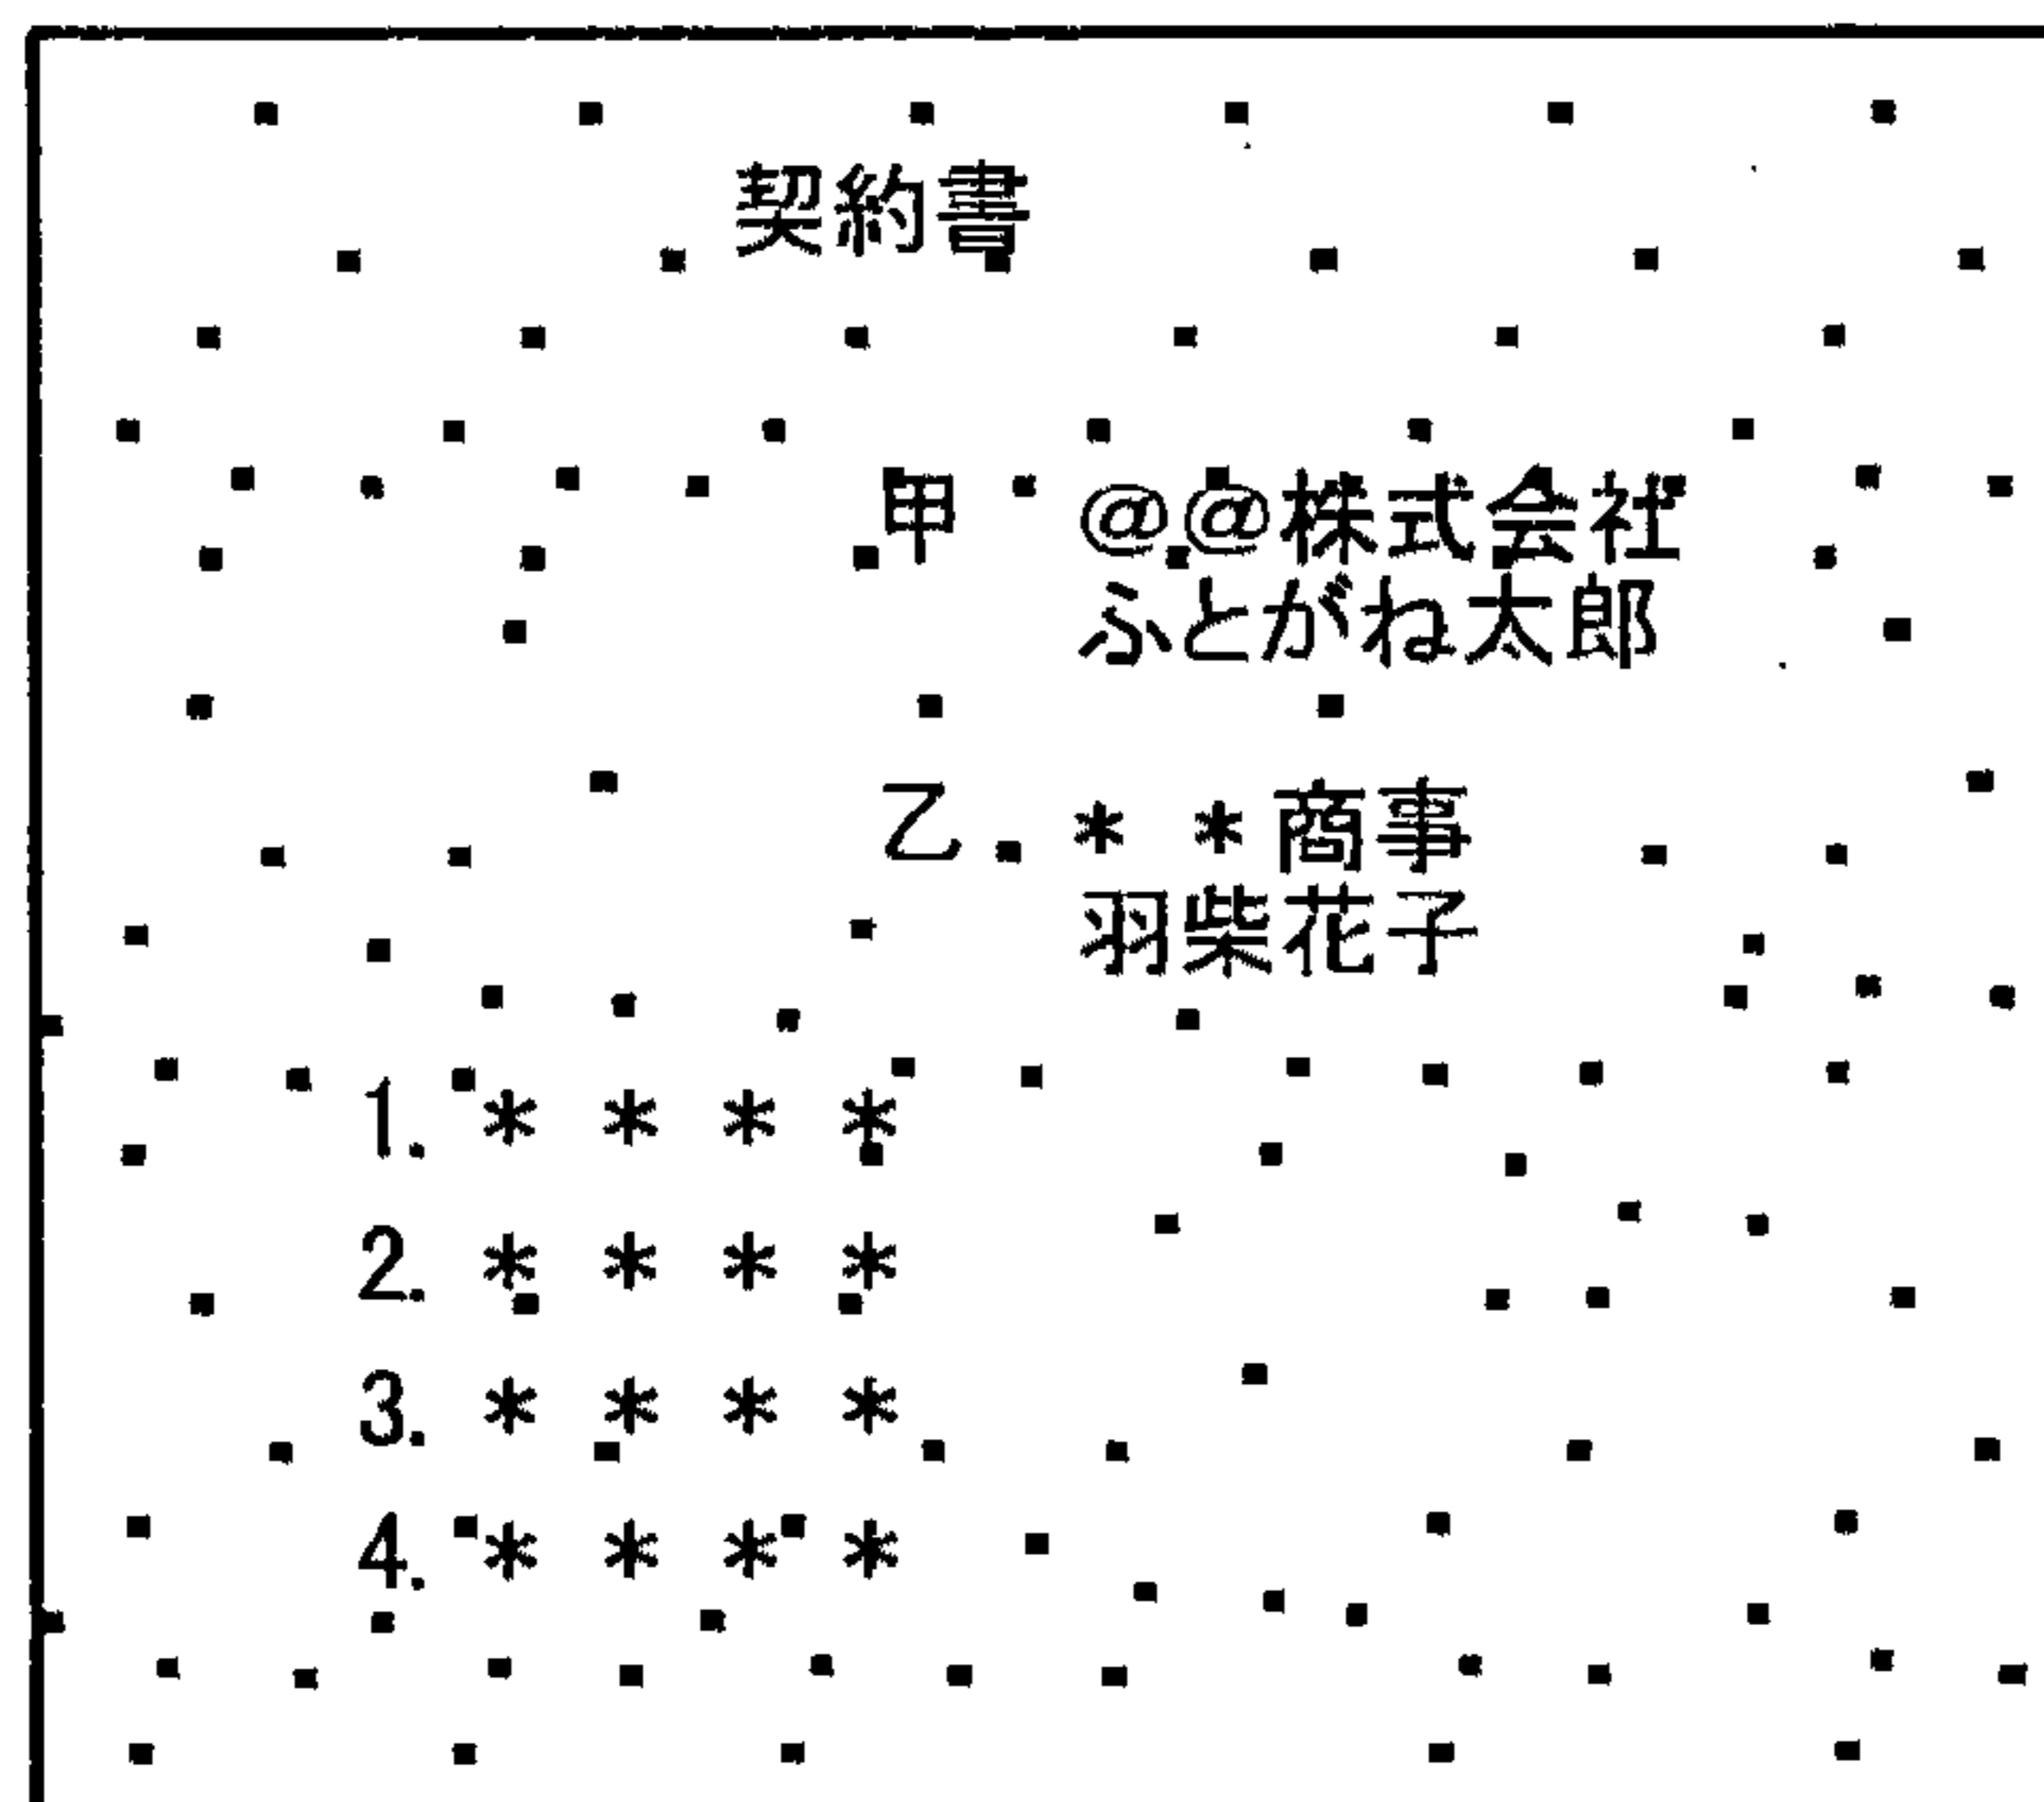 契約書
甲 @@株式会社
ふとがね太郎
乙 **商事
羽柴花子
1. ****
2. ****
3. ****
4. ****